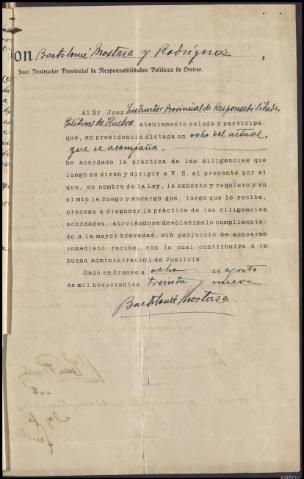 ON Bartolomé Mostaza y Rodríguez,
Juez Instructor Provincial de Responsabilidades Políticas de Orense.
Al Sr. Juez Instructor Provincial de Responsabilidades
Políticas de Huelva atentamente saluda y participa
que, en providencia dictada en ocho del actual,
que se acompaña,
he acordado la práctica de las diligencias que
luego se dirán y dirigir a V. S. el presente por el
que, en nombre de la Ley, le exhorto y requiero y en
el mío le ruego y encargo que, luego lo reciba,
proceda a disponer la práctica de las diligencias
acordadas, sirviéndose devolvérmelo cumplimenta-
do a la mayor brevedad, sin perjuicio de acusarme
inmediato recibo, con lo cual contribuirá a la
buena administración de Justicia.
Dado en Orense a ocho de agosto
de mil novecientos treinta y nueve
Bartolomé Mostaza.